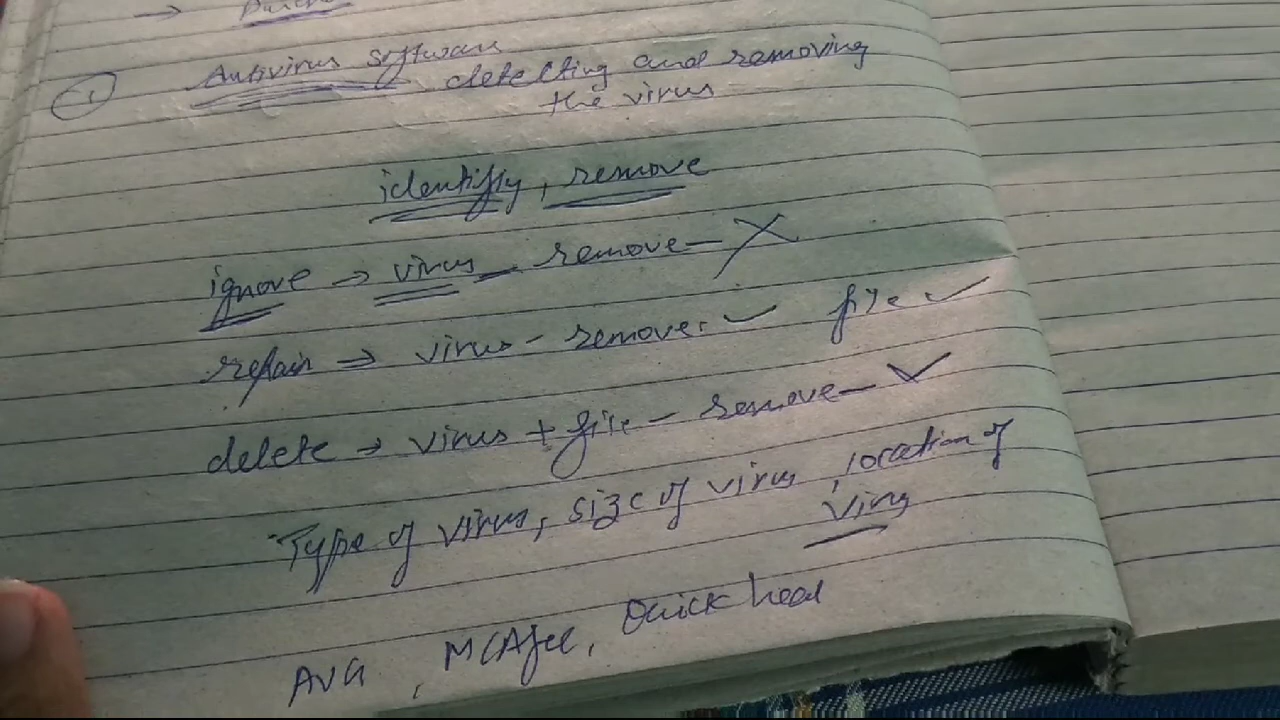 →
① Antivirus software
detecting and removing
the virus
identify, remove
ignore → virus - remove - X
repair → virus - remove. ✓ file ✓
delete → virus + file - remove - ✓
Type of virus, size of virus, location of
virus
AVG, MCAfee, Quick heal